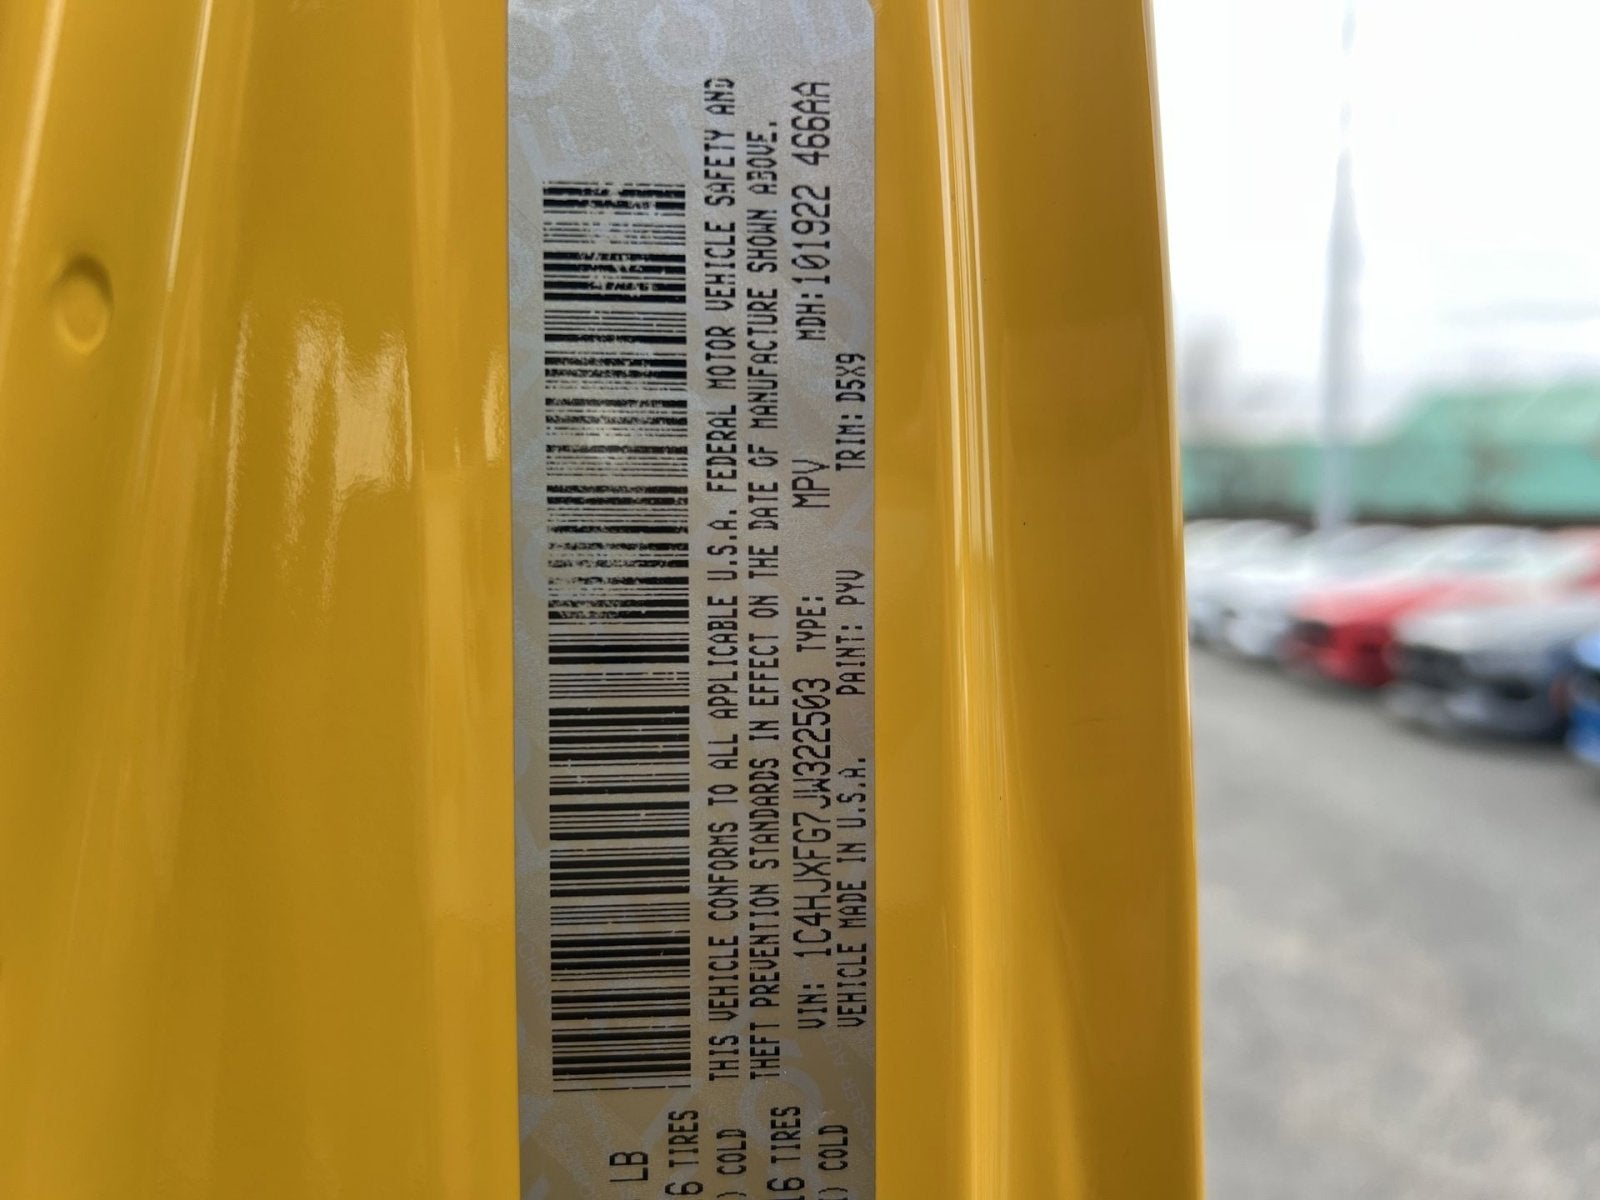 LB
6 TIRES
) COLD
16 TIRES
) COLD
THIS VEHICLE CONFORMS TO ALL APPLICABLE U.S.A. FEDERAL MOTOR VEHICLE SAFETY AND
THEFT PREVENTION STANDARDS IN EFFECT ON THE DATE OF MANUFACTURE SHOWN ABOVE.
VIN: 1C4HJXFG7JW322503 TYPE: MPV MDH:101922 466AA
VEHICLE MADE IN U.S.A. PAINT: PYV TRIM: D5X9